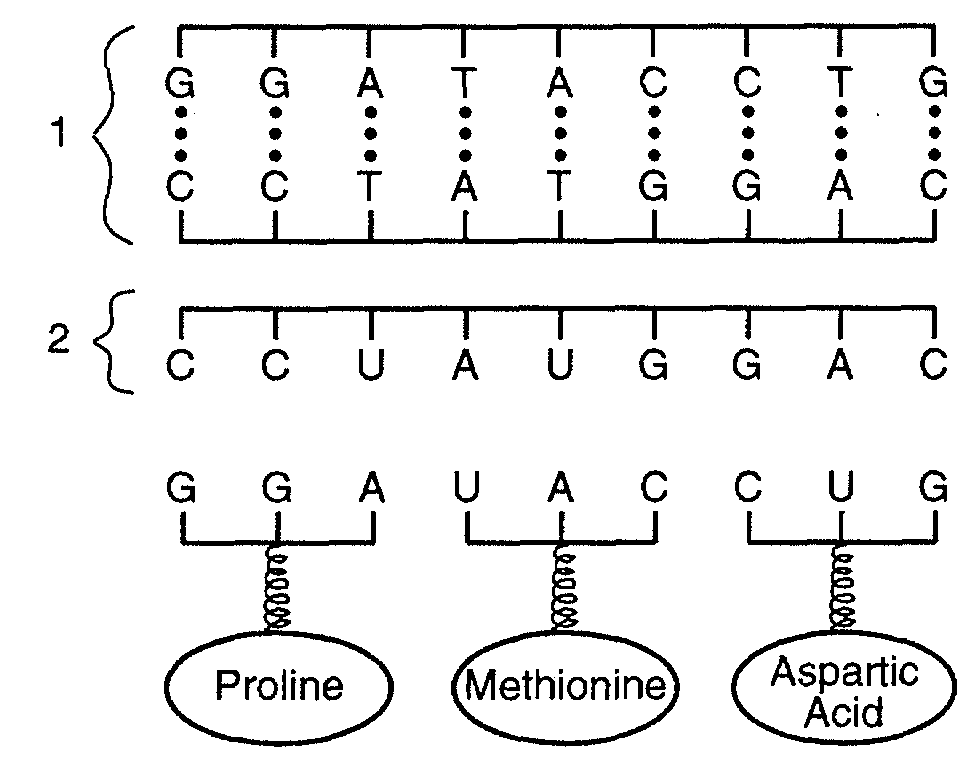 G G A T A C C T G
1
C C T A T G G A C
2
C C U A U G G A C
G G A U A C C U G
Proline Methionine Aspartic
Acid